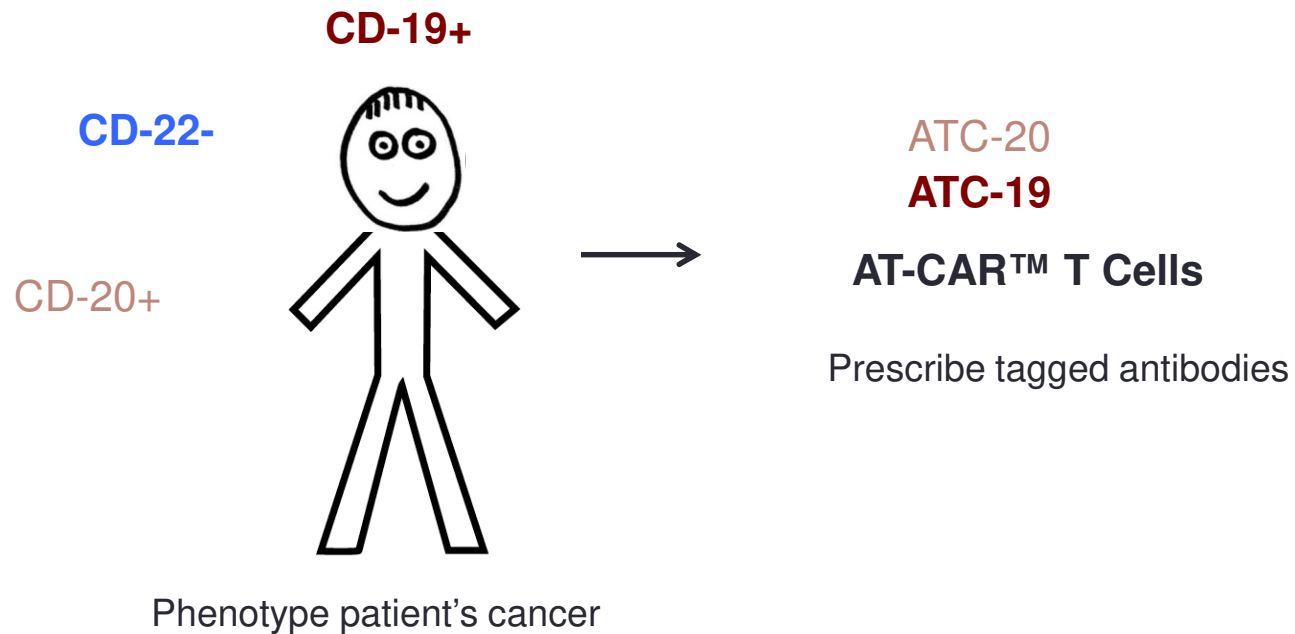 CD-19+
CD-22-
CD-20+
Phenotype patient’s cancer
ATC-20
ATC-19
AT-CAR™ T Cells
Prescribe tagged antibodies